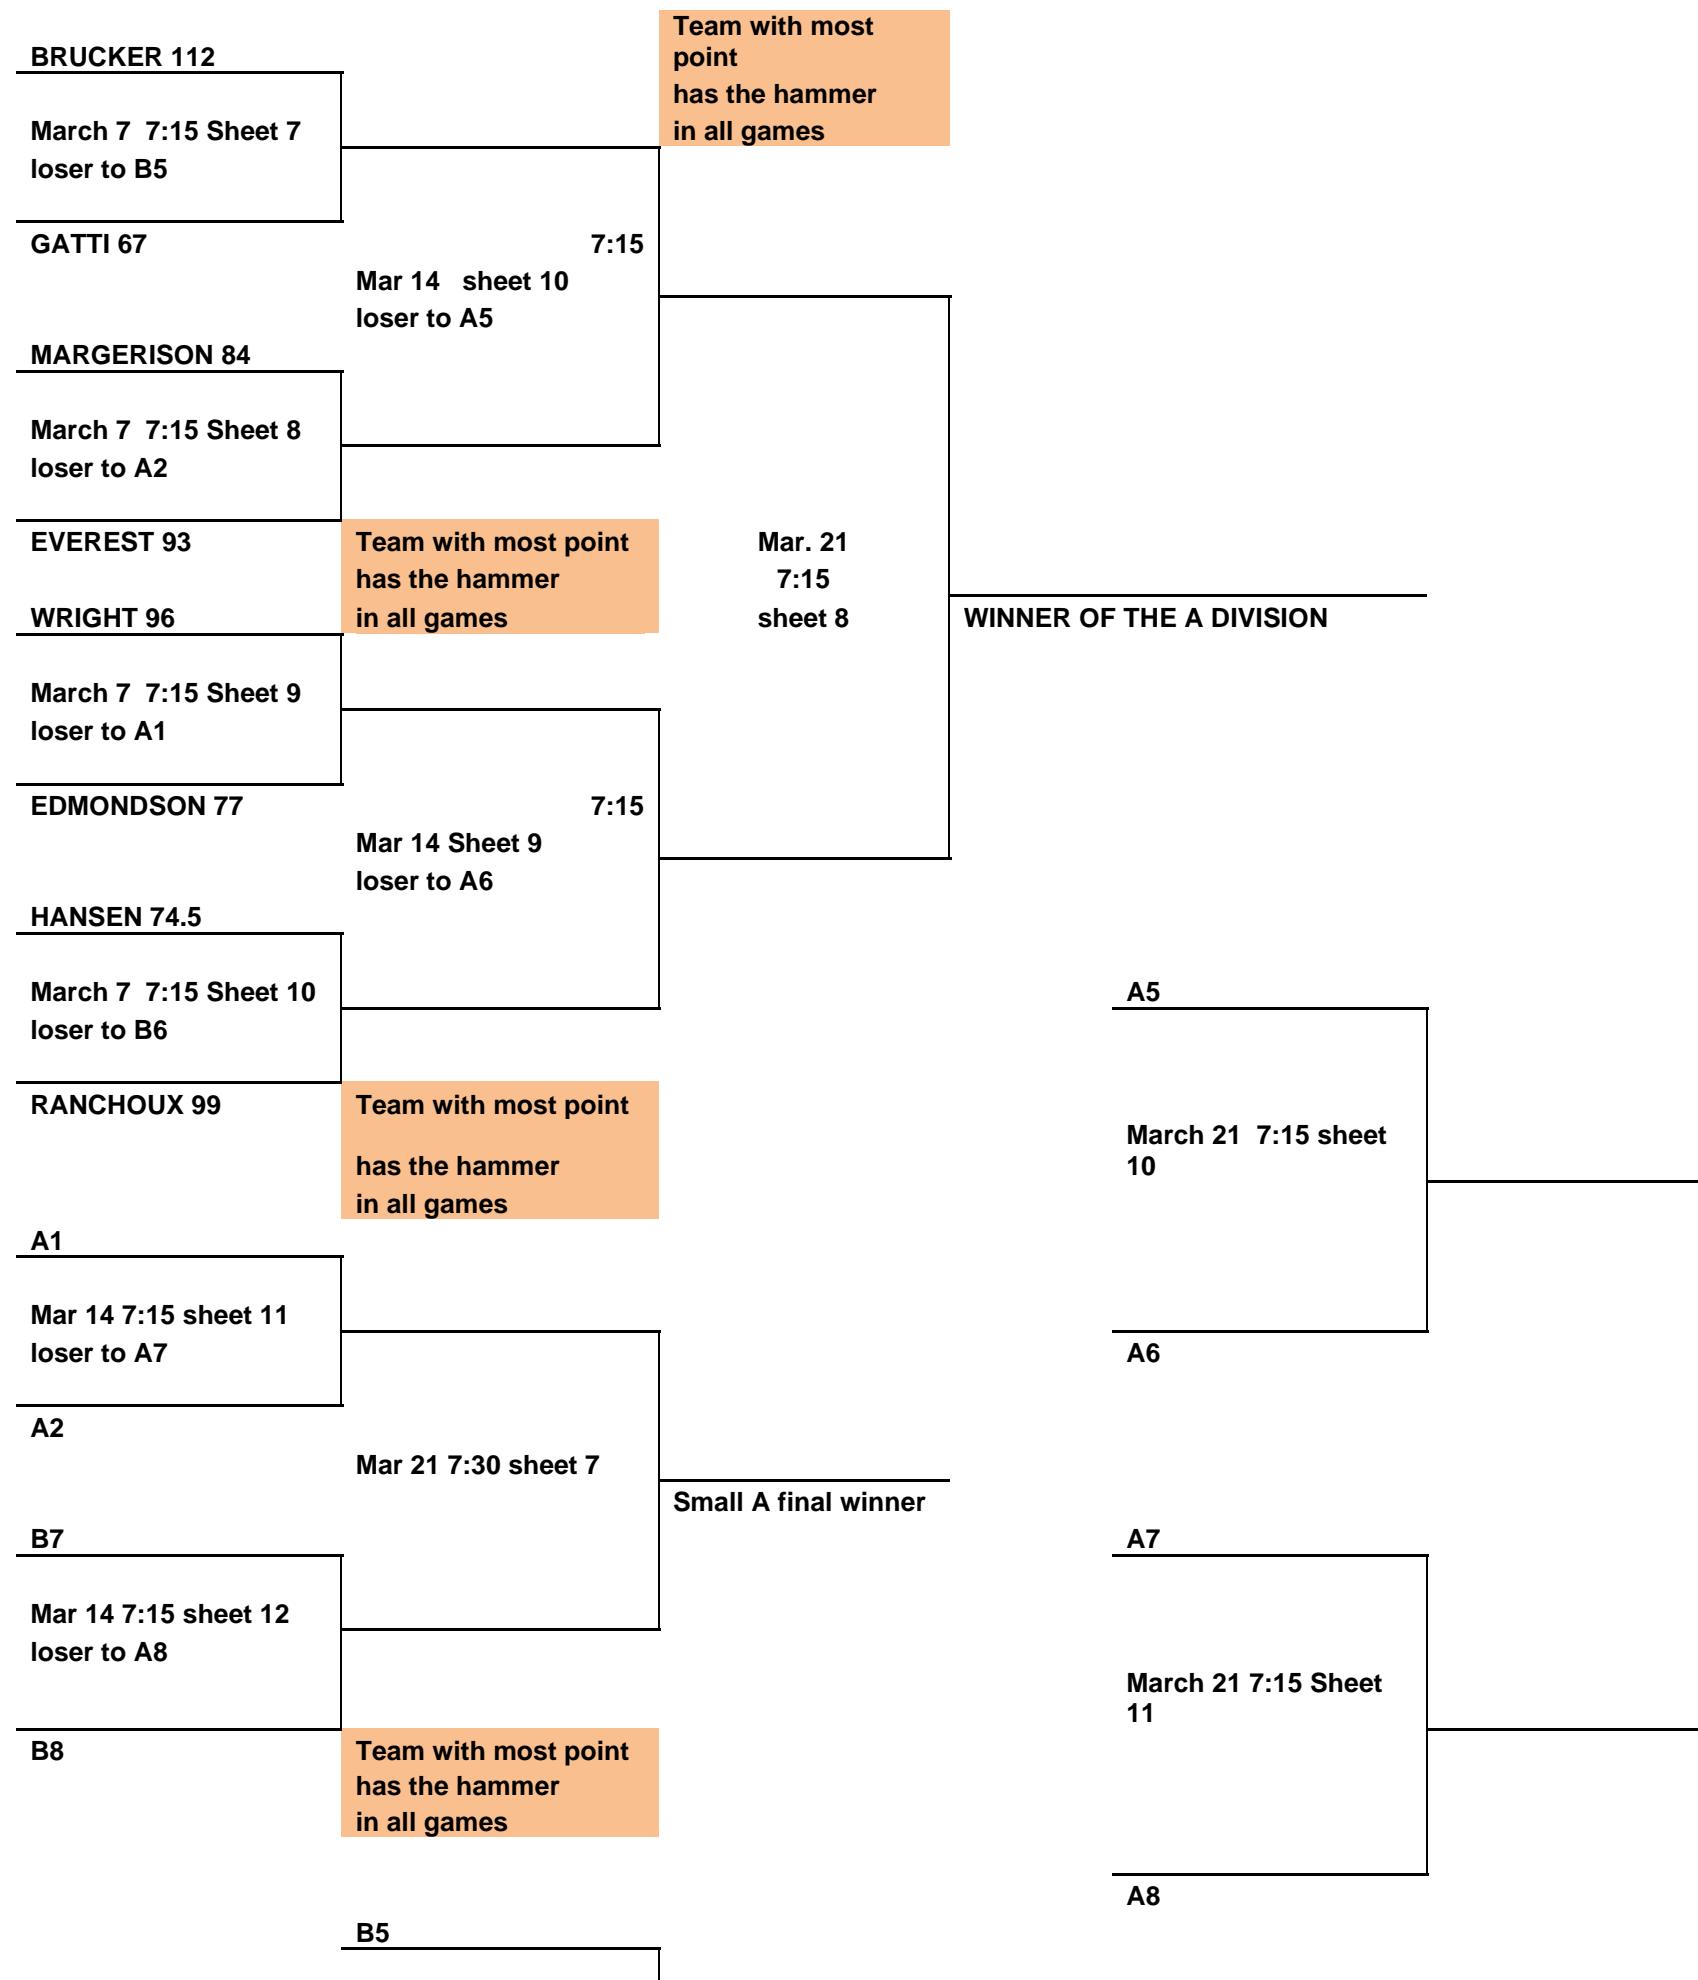 Team with most
point
has the hammer
in all games
BRUCKER 112
March 7  7:15 Sheet 7
loser to B5
GATTI 67
7:15
Mar 14   sheet 10
loser to A5
MARGERISON 84
March 7  7:15 Sheet 8
loser to A2
EVEREST 93
Team with most point
has the hammer
in all games
Mar. 21
7:15
sheet 8
WINNER OF THE A DIVISION
WRIGHT 96
March 7  7:15 Sheet 9
loser to A1
EDMONDSON 77
7:15
Mar 14 Sheet 9
loser to A6
HANSEN 74.5
March 7  7:15 Sheet 10
loser to B6
RANCHOUX 99
Team with most point
has the hammer
in all games
A5
March 21  7:15 sheet
10
A6
A1
Mar 14 7:15 sheet 11
loser to A7
A2
Mar 21 7:30 sheet 7
Small A final winner
B7
Mar 14 7:15 sheet 12
loser to A8
B8
Team with most point
has the hammer
in all games
A7
March 21 7:15 Sheet
11
A8
B5